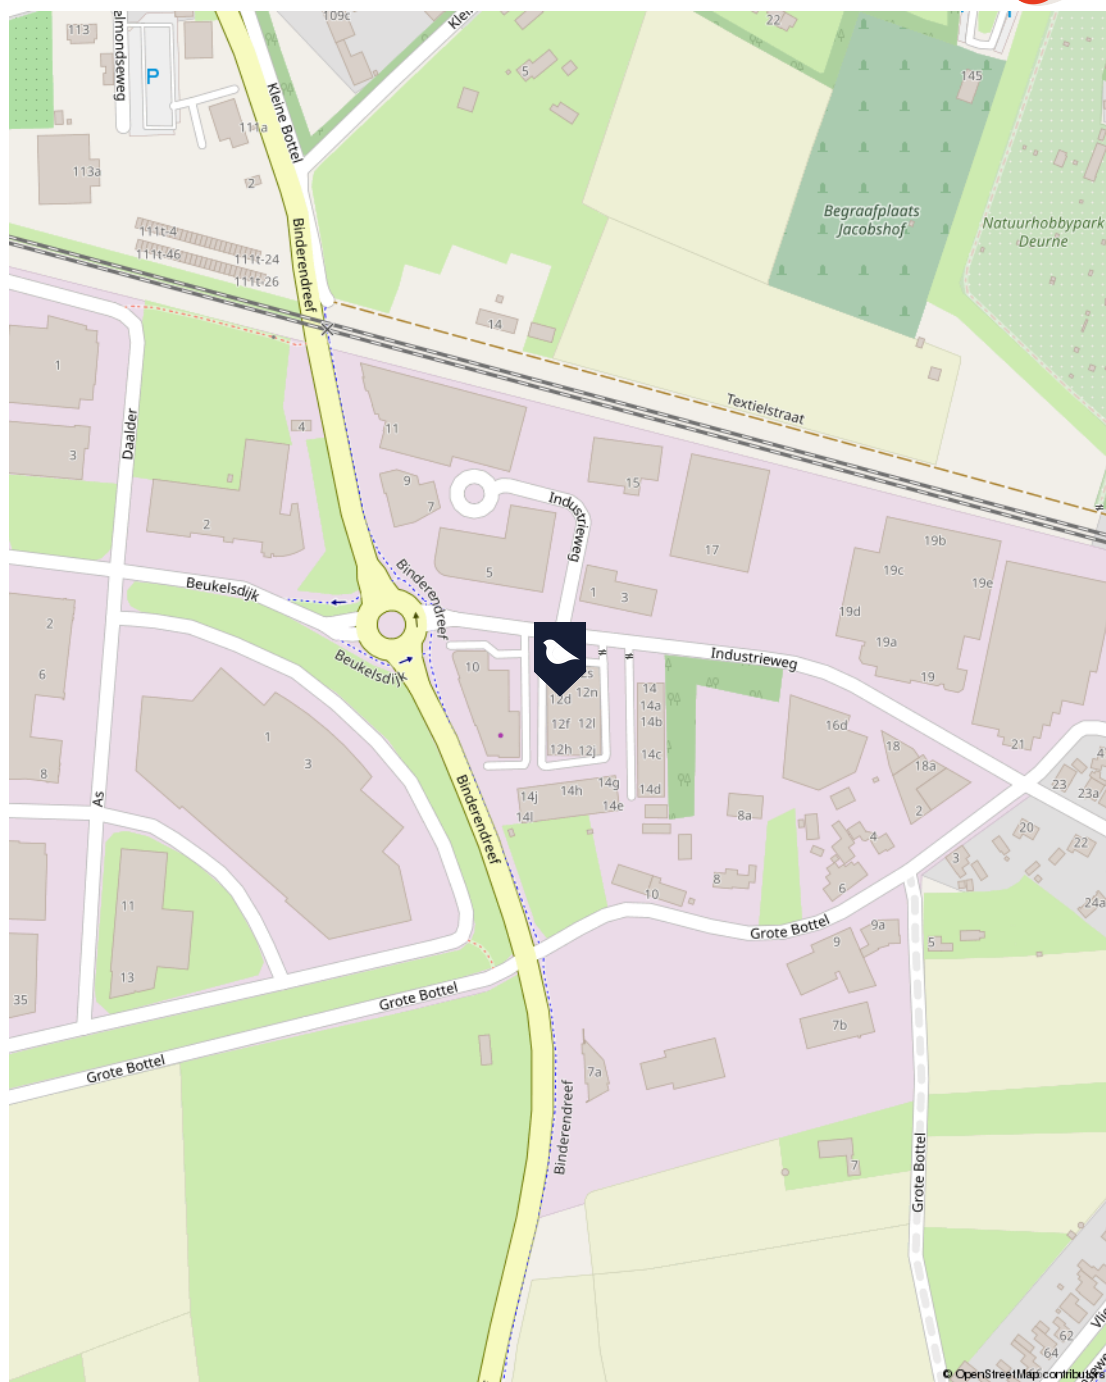 elmondseweg
113
P
109c
Klei
22
5
145
Kleine Bottel
111a
113a
2
Begraafplaats
Jacobshof
Natuurhobbypark
Deurne
111t-4
111t-46
111t-24
111t-26
Binderendreef
14
1
Textielstraat
Daalder
3
4
11
9
7
15
Industrieweg
2
17
19b
19c
19e
5
Binderendreef
Beukelsdijk
1
3
19d
19a
19
2
6
8
Beukelsdijk
10
Industrieweg
12d
12n
12f
12l
12h
12j
14
14a
14b
14c
14d
16d
18
18a
21
1
3
As
Binderendreef
14j
14h
14g
14l
14e
8a
2
23
23a
4
20
22
4
3
11
13
10
8
6
24a
Grote Bottel
9a
9
5
35
Grote Bottel
7b
Grote Bottel
7a
Binderendreef
7
Grote Bottel
62
64
Vlie
© OpenStreetMap contributors